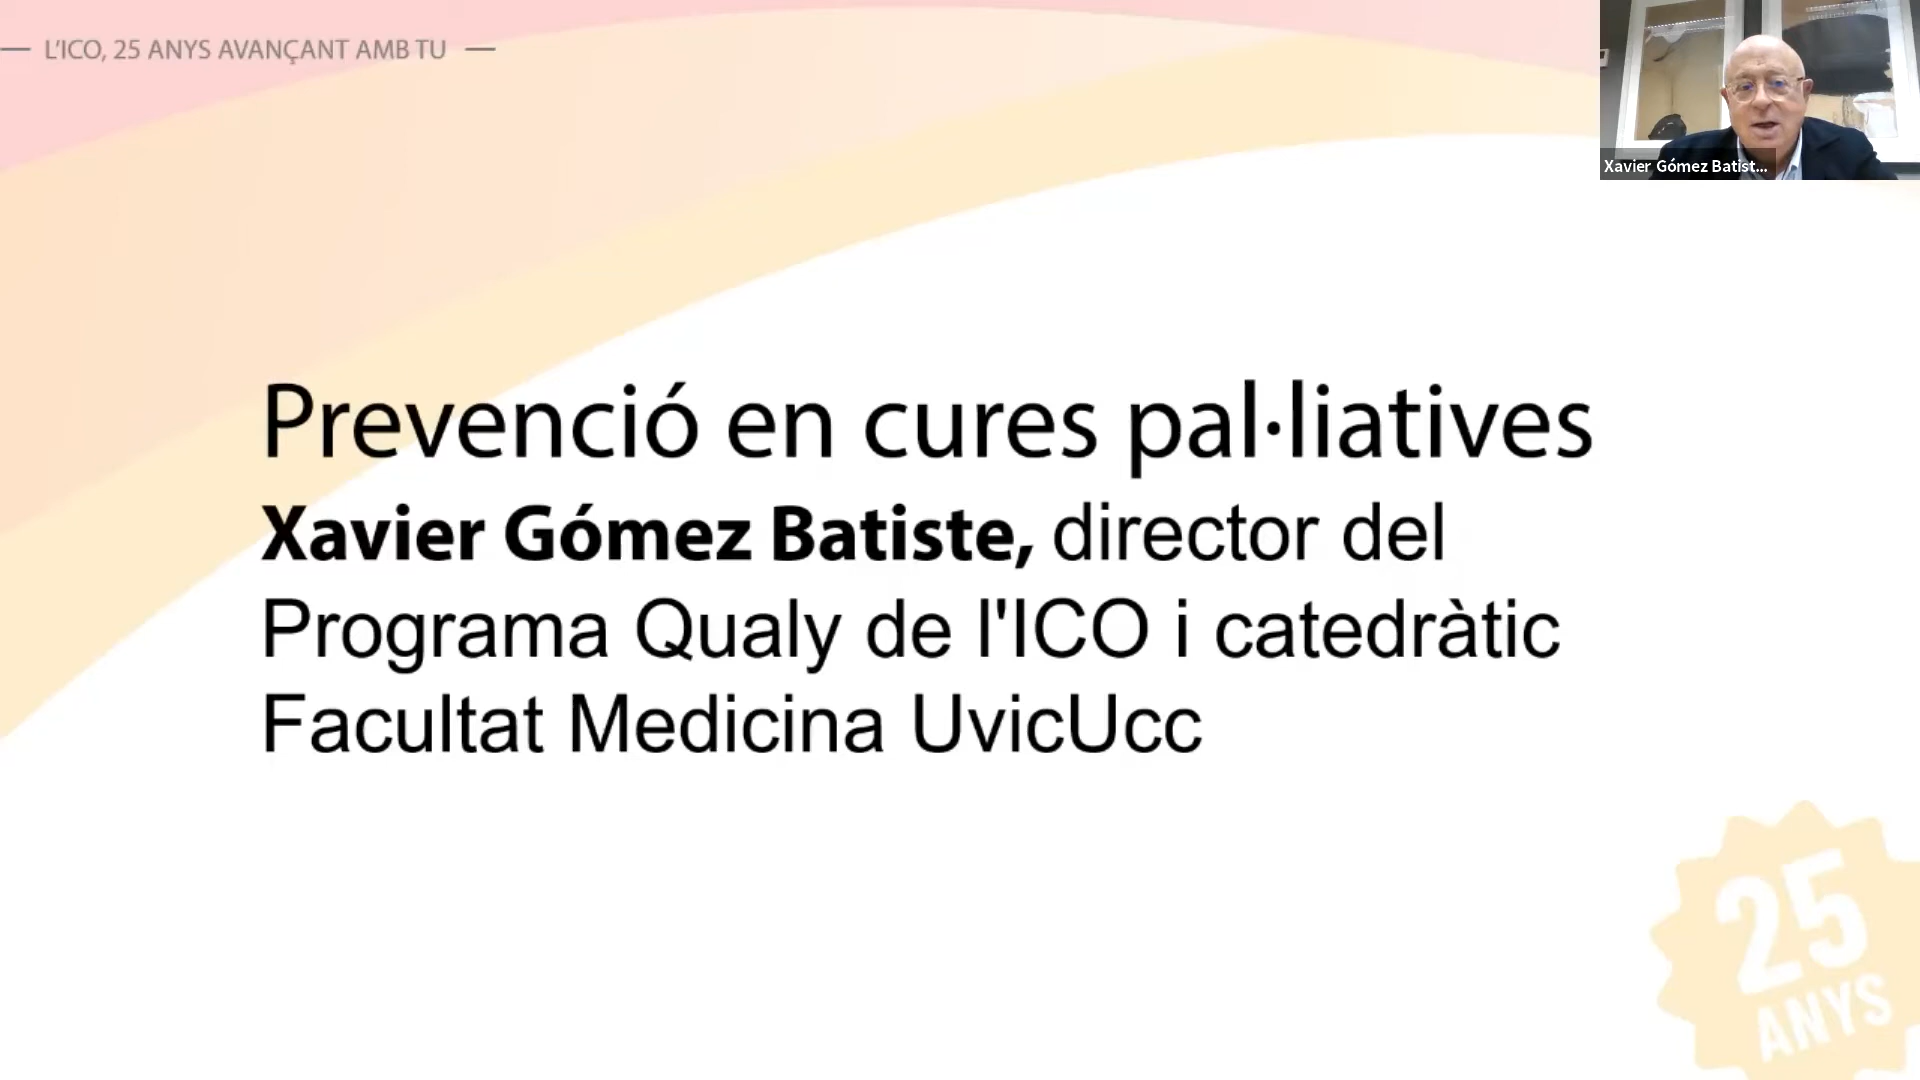 L'ICO, 25 ANYS AVANÇANT AMB TU
Xavier Gómez Batist...
Prevenció en cures pal·liatives
Xavier Gómez Batiste, director del
Programa Qualy de l'ICO i catedràtic
Facultat Medicina UvicUcc
25
ANYS